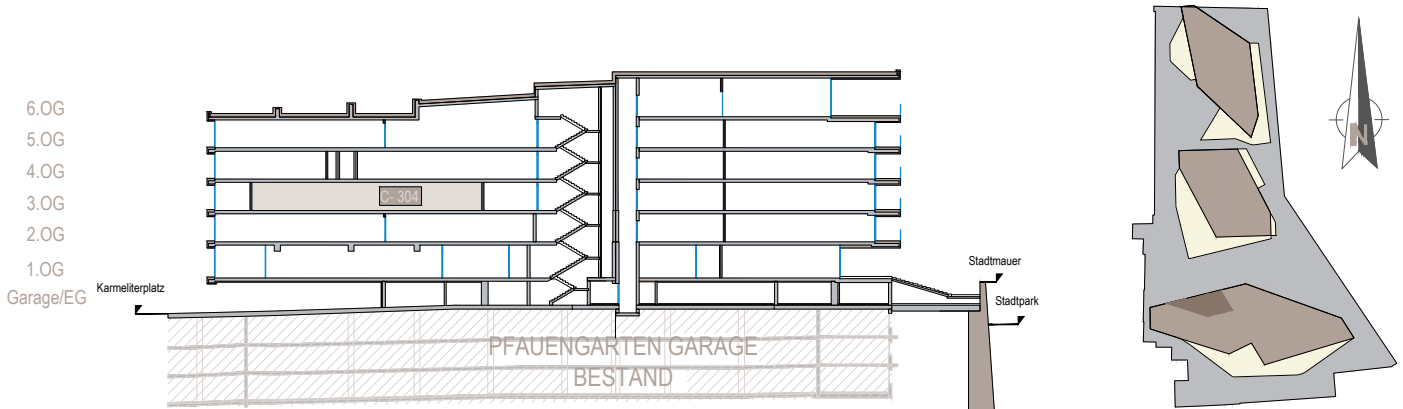 6.OG
5.OG
4.OG
3.OG
2.OG
1.OG
Garage/EG
Karmeliterplatz
C- 304
Stadtmauer
Stadtpark
PFAUENGARTEN GARAGE
BESTAND
N